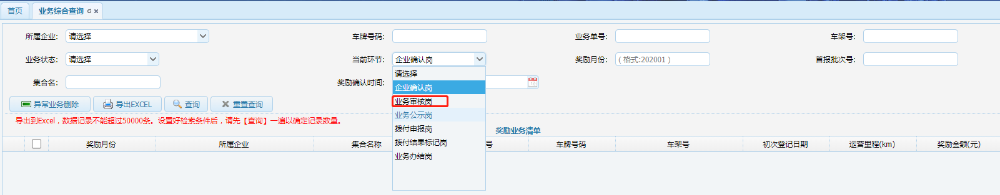 首页
业务综合查询
所属企业:
请选择
车牌号码:
业务单号:
车架号:
业务状态:
请选择
当前环节:
企业确认岗
奖励月份:
( 格式:202001 )
首报批次号:
请选择
集合名:
奖励确认时间:
企业确认岗
业务审核岗
异常业务删除
导出EXCEL
查询
重置查询
业务公示岗
导出到Excel，数据记录不能超过50000条。设置好检索条件后，请先【查询】一遍以确定记录数量。
拨付申报岗
奖励业务清单
拨付结果标记岗
业务办结岗
奖励月份
所属企业
集合名称
号
车牌号码
车架号
初次登记日期
运营里程(km)
奖励金额(元)